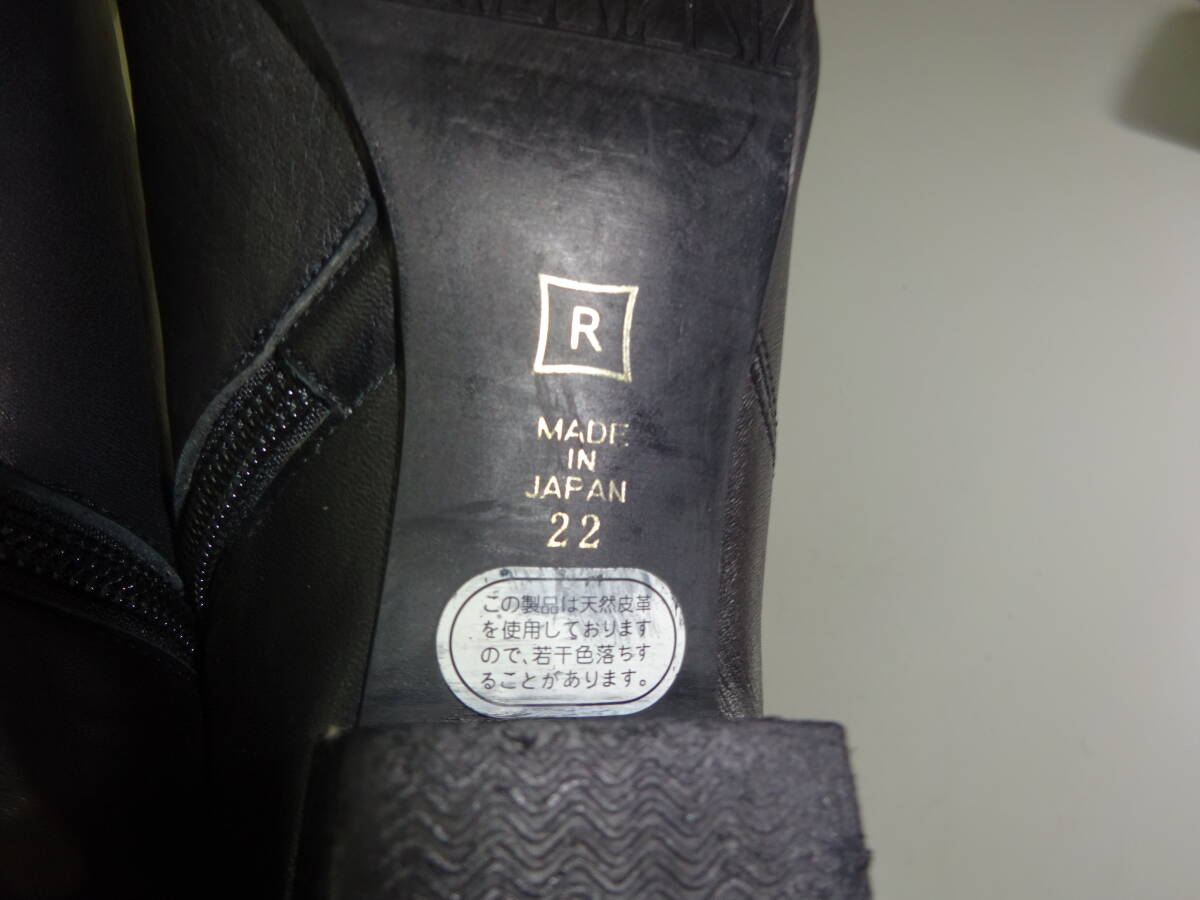 R
MADE
IN
JAPAN
22
この製品は天然皮革
を使用しております
ので、若干色落ちす
ることがあります。